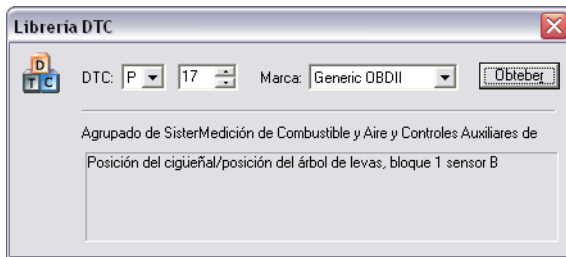 Librería DTC
D
T C
DTC: P 17 Marca: Generic OBDII Obteber
Agrupado de SisterMedición de Combustible y Aire y Controles Auxiliares de
Posición del cigüeñal/posición del árbol de levas, bloque 1 sensor B